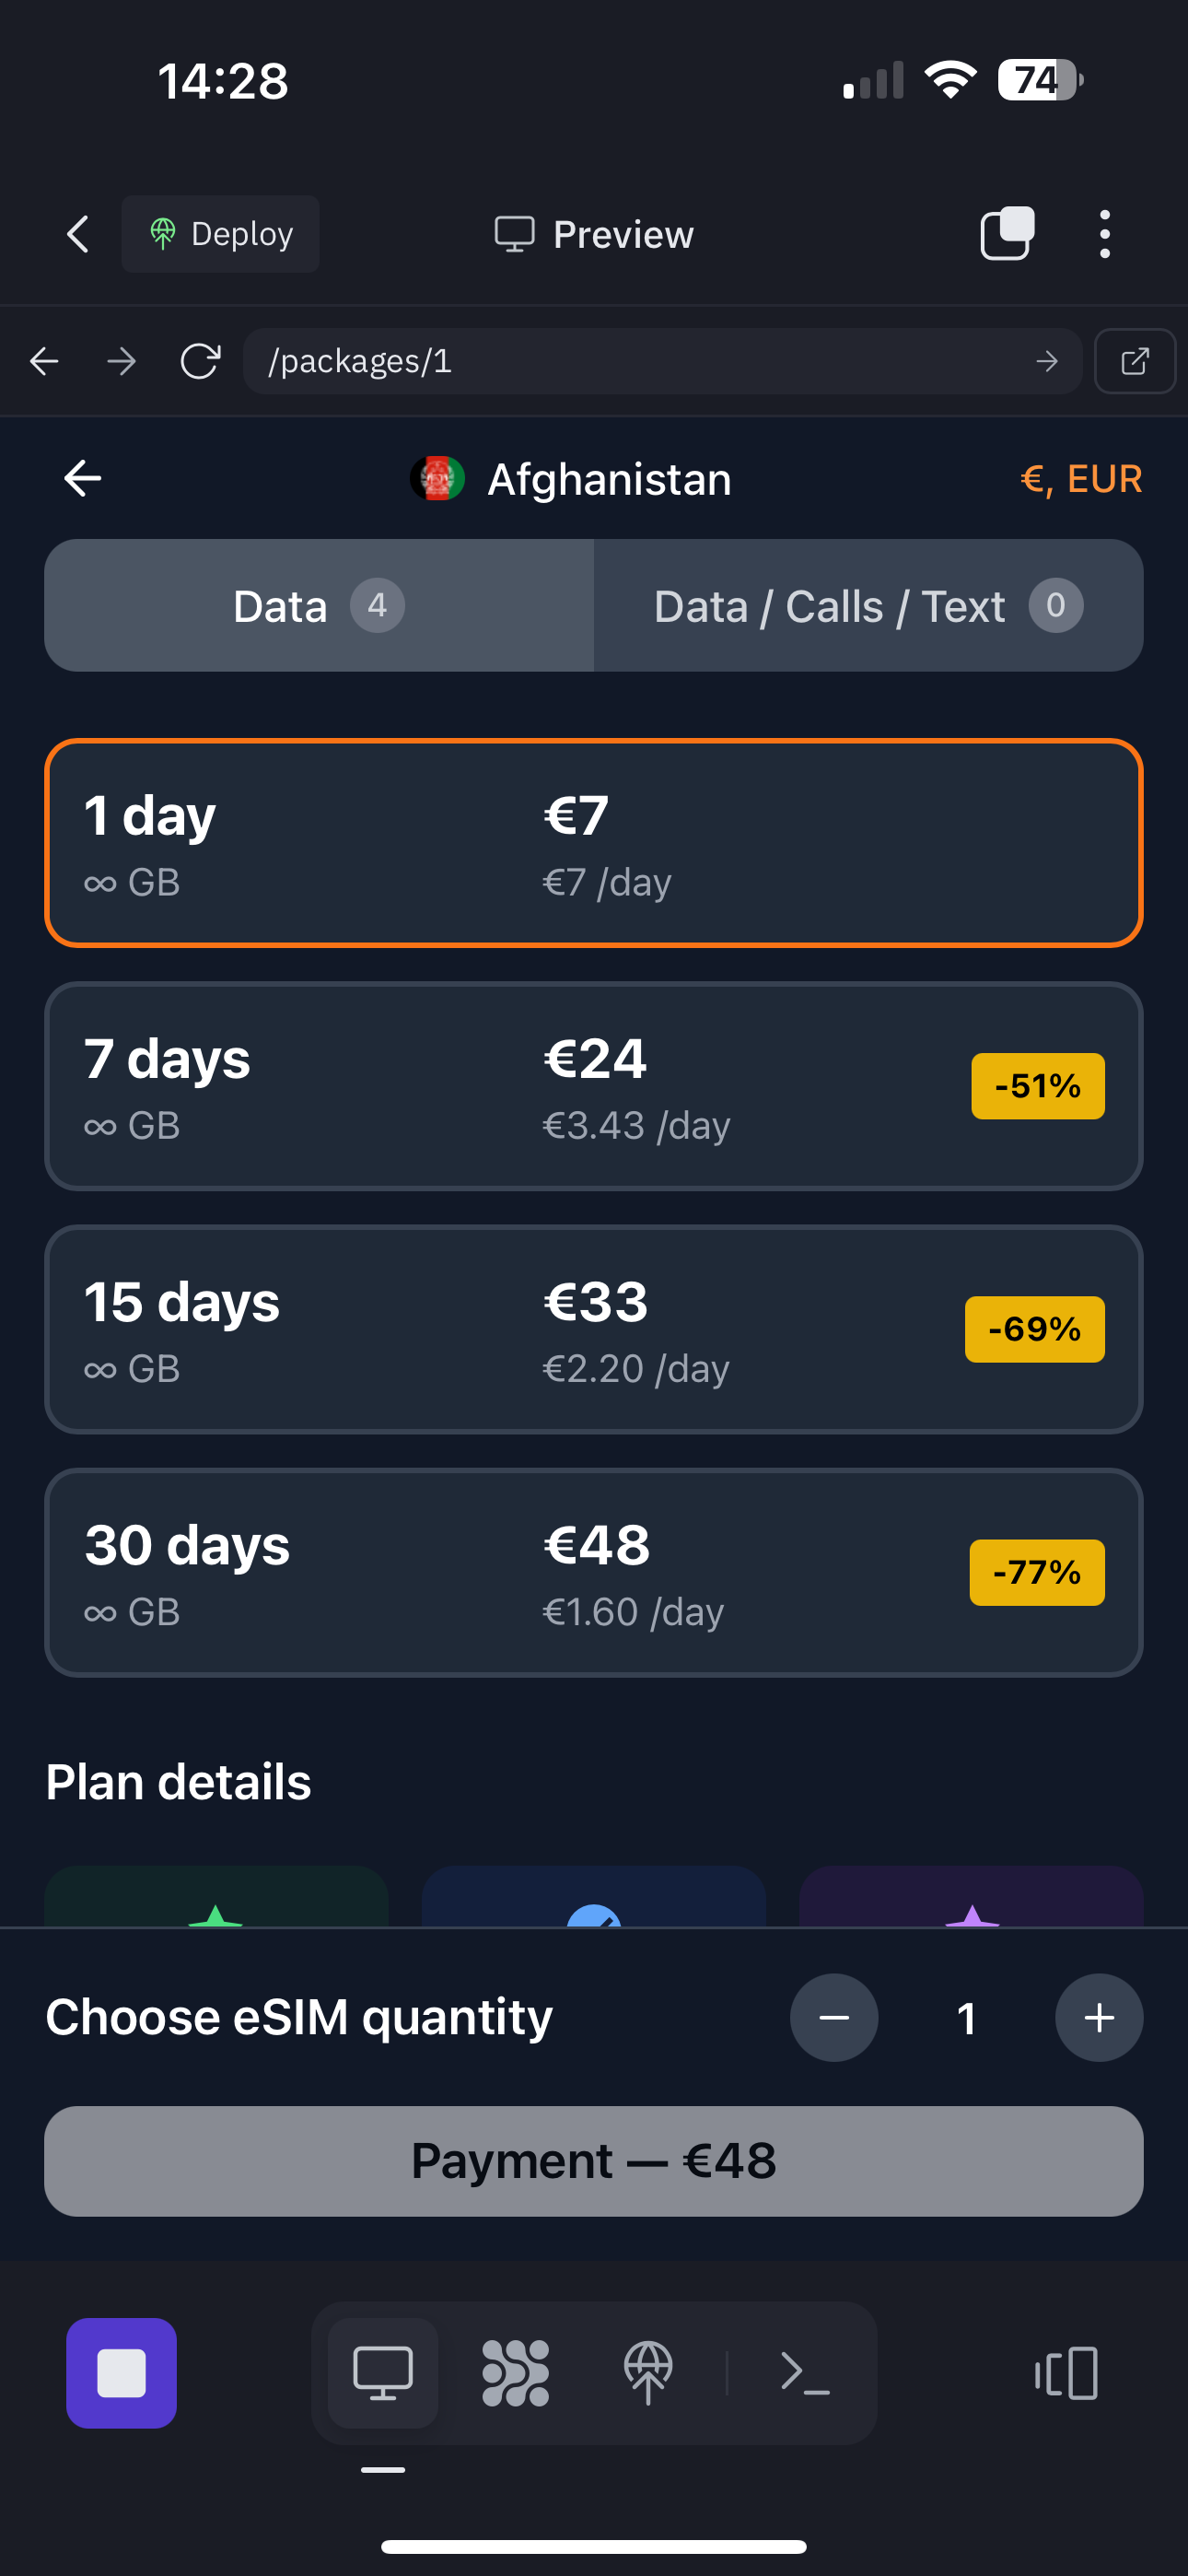 14:28
74
Deploy
Preview
/packages/1
Afghanistan
€, EUR
Data 4
Data / Calls / Text 0
1 day
€7
∞ GB
€7 /day
7 days
€24
-51%
∞ GB
€3.43 /day
15 days
€33
-69%
∞ GB
€2.20 /day
30 days
€48
-77%
∞ GB
€1.60 /day
Plan details
Choose eSIM quantity
1
Payment — €48